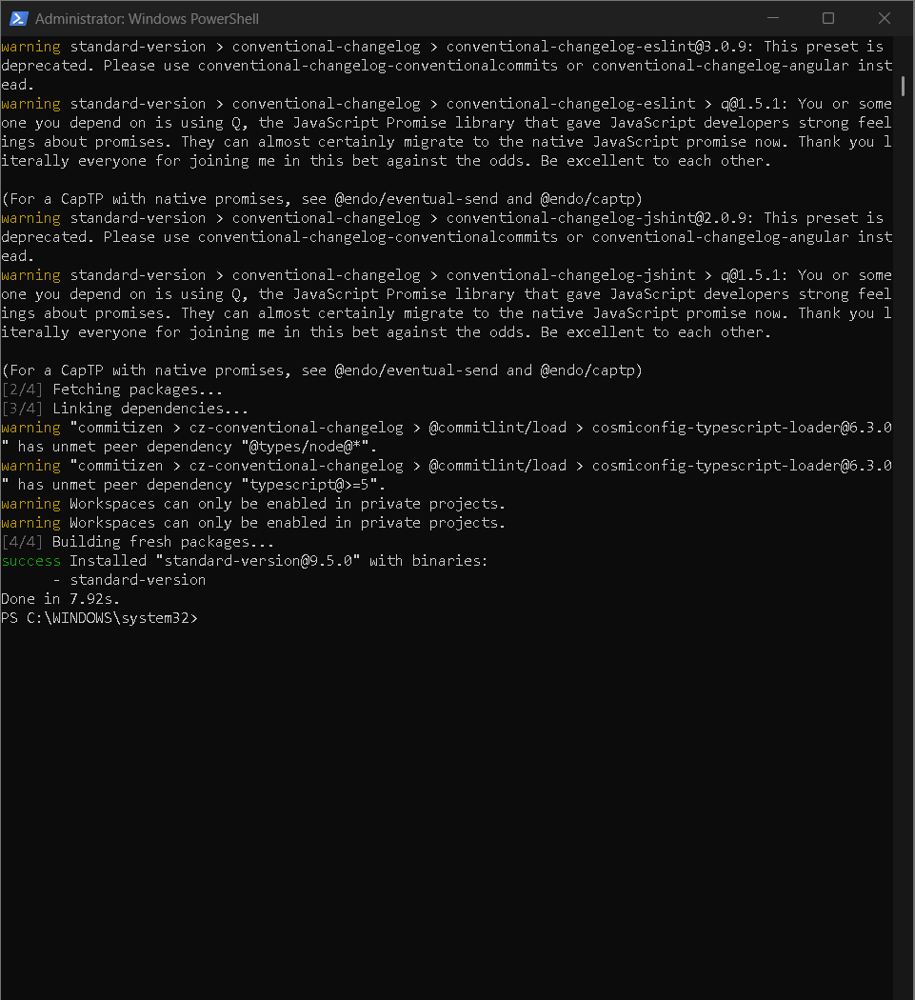 Administrator: Windows PowerShell
warning standard-version > conventional-changelog > conventional-changelog-eslint@3.0.9: This preset is
deprecated. Please use conventional-changelog-conventionalcommits or conventional-changelog-angular inst
ead.
warning standard-version > conventional-changelog > conventional-changelog-eslint > q@1.5.1: You or some
one you depend on is using Q, the JavaScript Promise library that gave JavaScript developers strong feel
ings about promises. They can almost certainly migrate to the native JavaScript promise now. Thank you l
iterally everyone for joining me in this bet against the odds. Be excellent to each other.

(For a CapTP with native promises, see @endo/eventual-send and @endo/captp)
warning standard-version > conventional-changelog > conventional-changelog-jshint@2.0.9: This preset is
deprecated. Please use conventional-changelog-conventionalcommits or conventional-changelog-angular inst
ead.
warning standard-version > conventional-changelog > conventional-changelog-jshint > q@1.5.1: You or some
one you depend on is using Q, the JavaScript Promise library that gave JavaScript developers strong feel
ings about promises. They can almost certainly migrate to the native JavaScript promise now. Thank you l
iterally everyone for joining me in this bet against the odds. Be excellent to each other.

(For a CapTP with native promises, see @endo/eventual-send and @endo/captp)
[2/4] Fetching packages...
[3/4] Linking dependencies...
warning "commitizen > cz-conventional-changelog > @commitlint/load > cosmiconfig-typescript-loader@6.3.0
" has unmet peer dependency "@types/node@*".
warning "commitizen > cz-conventional-changelog > @commitlint/load > cosmiconfig-typescript-loader@6.3.0
" has unmet peer dependency "typescript@>=5".
warning Workspaces can only be enabled in private projects.
warning Workspaces can only be enabled in private projects.
[4/4] Building fresh packages...
success Installed "standard-version@9.5.0" with binaries:
      - standard-version
Done in 7.92s.
PS C:\WINDOWS\system32>